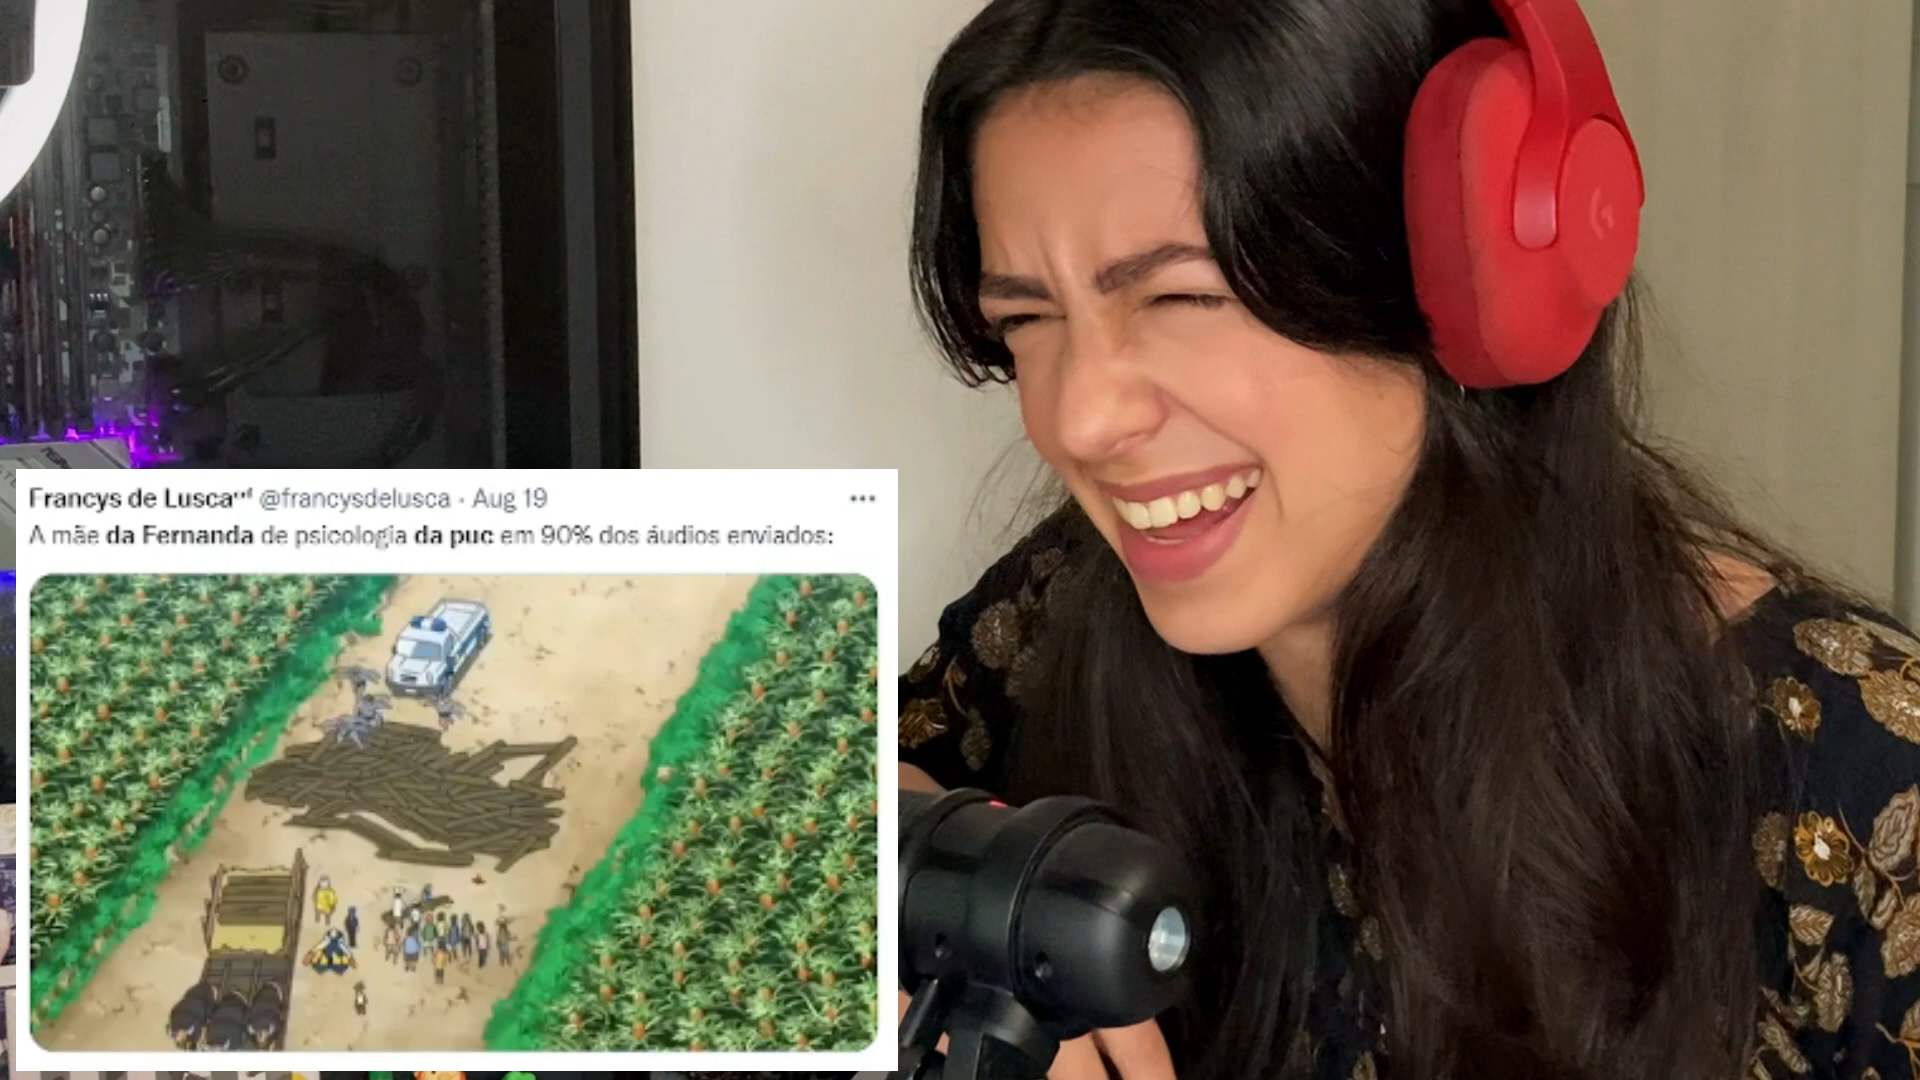 Francys de Lusca @francysdelusca · Aug 19
A mãe da Fernanda de psicologia da puc em 90% dos áudios enviados: